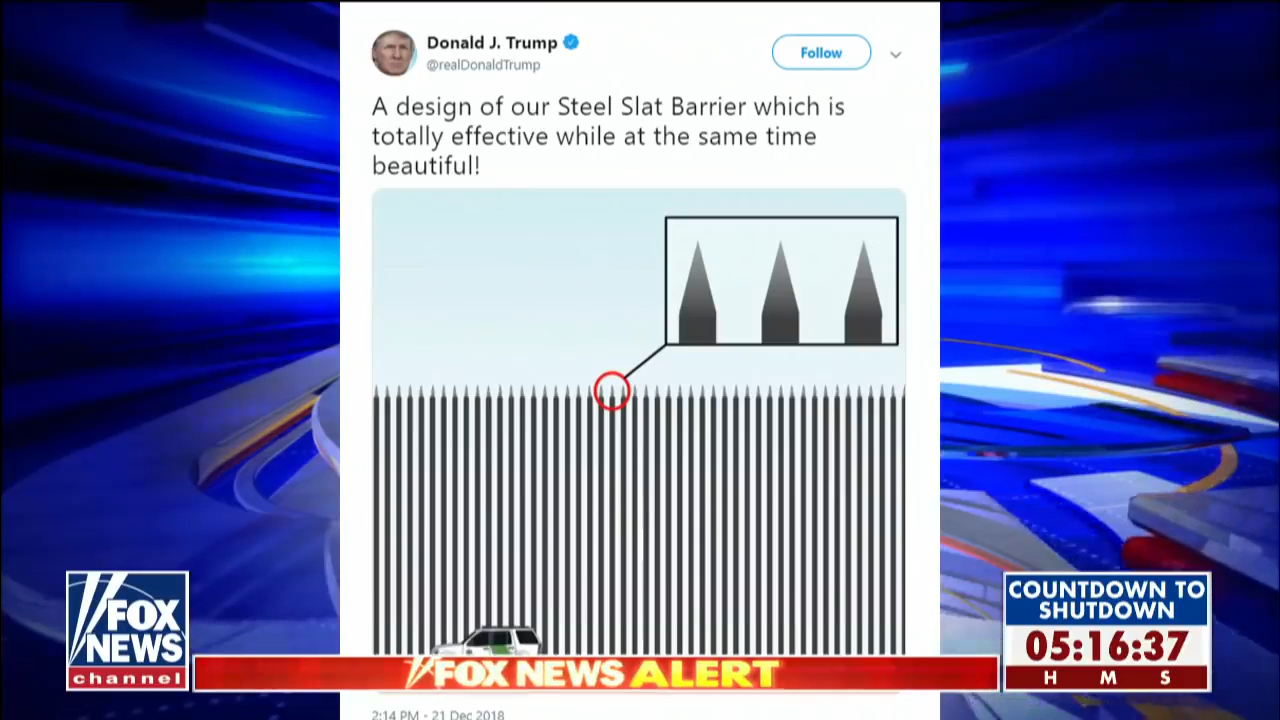 Donald J. Trump
@realDonaldTrump
Follow
A design of our Steel Slat Barrier which is
totally effective while at the same time
beautiful!
FOX
NEWS
channel
FOX NEWS ALERT
COUNTDOWN TO
SHUTDOWN
05:16:37
H M S
2:14 PM - 21 Dec 2018